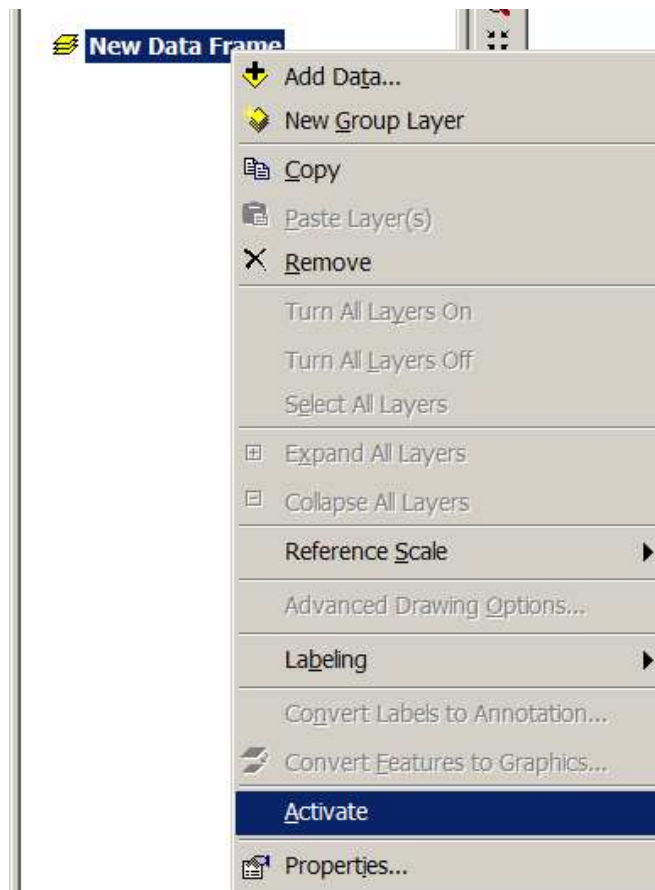 New Data Frame
Add Data...
New Group Layer
Copy
Paste Layer(s)
Remove
Turn All Layers On
Turn All Layers Off
Select All Layers
Expand All Layers
Collapse All Layers
Reference Scale
Advanced Drawing Options...
Labeling
Convert Labels to Annotation...
Convert Features to Graphics...
Activate
Properties...